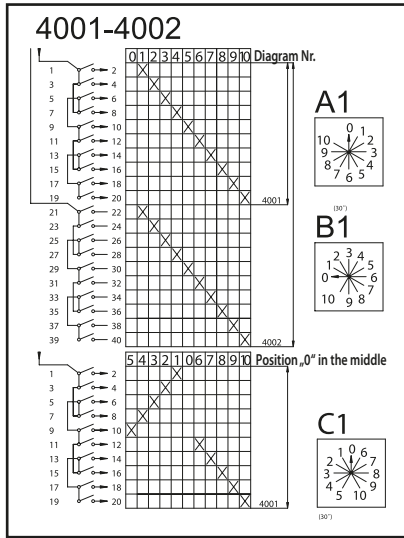 4001-4002
0 1 2 3 4 5 6 7 8 9 10 Diagram Nr.
1 2 X
3 4 X
5 6 X
7 8 X
9 10 X
11 12 X
13 14 X
15 16 X
17 18 X
19 20 X
4001
21 22 X
23 24 X
25 26 X
27 28 X
29 30 X
31 32 X
33 34 X
35 36 X
37 38 X
39 40 X
4002
5 4 3 2 1 0 6 7 8 9 10 Position „0“ in the middle
1 2 X
3 4 X
5 6 X
7 8 X
9 10 X
11 12 X
13 14 X
15 16 X
17 18 X
19 20 X
4001
A1
0 1 2 3 4 5 6 7 8 9 10
(30°)
B1
0 1 2 3 4 5 6 7 8 9 10
C1
0 6 7 8 9 10 5 4 3 2 1
(30°)